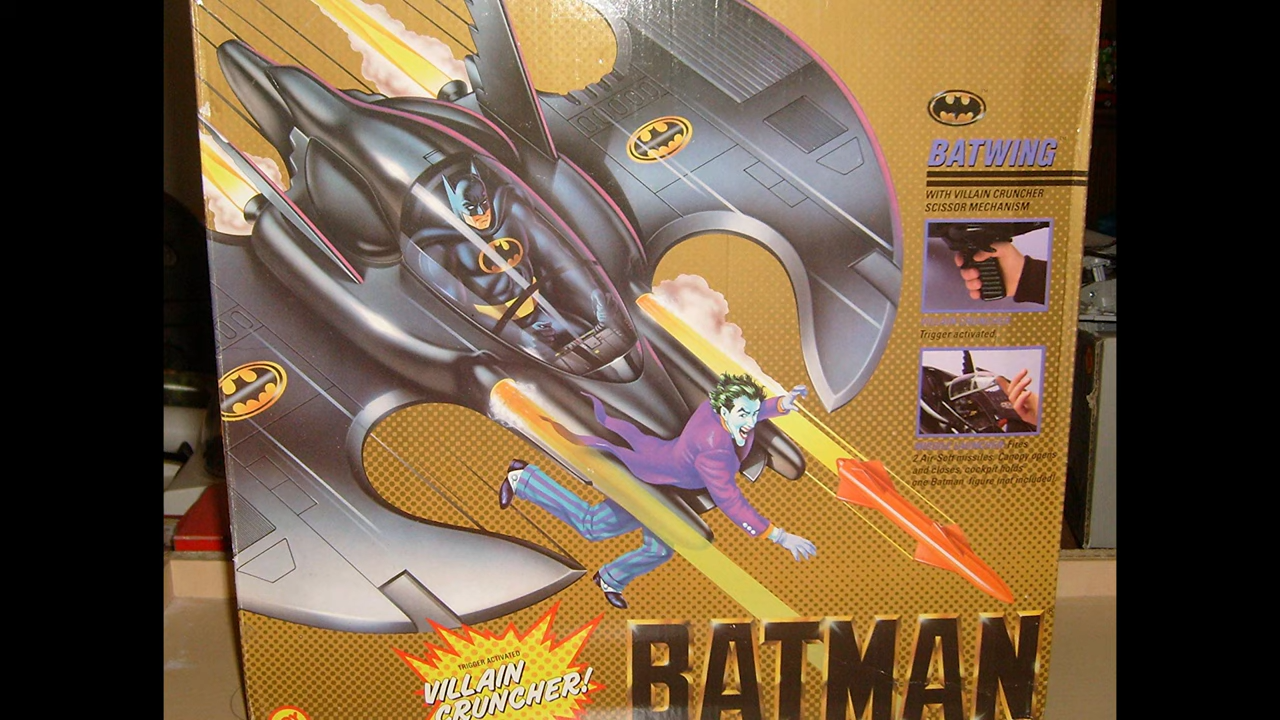 BATWING
WITH VILLAIN CRUNCHER
SCISSOR MECHANISM
Trigger activated.
Fires
2 Air-Soft missiles. Canopy opens
and closes, cockpit holds
one Batman figure (not included)
TRIGGER ACTIVATED
VILLAIN
CRUNCHER!
BATMAN